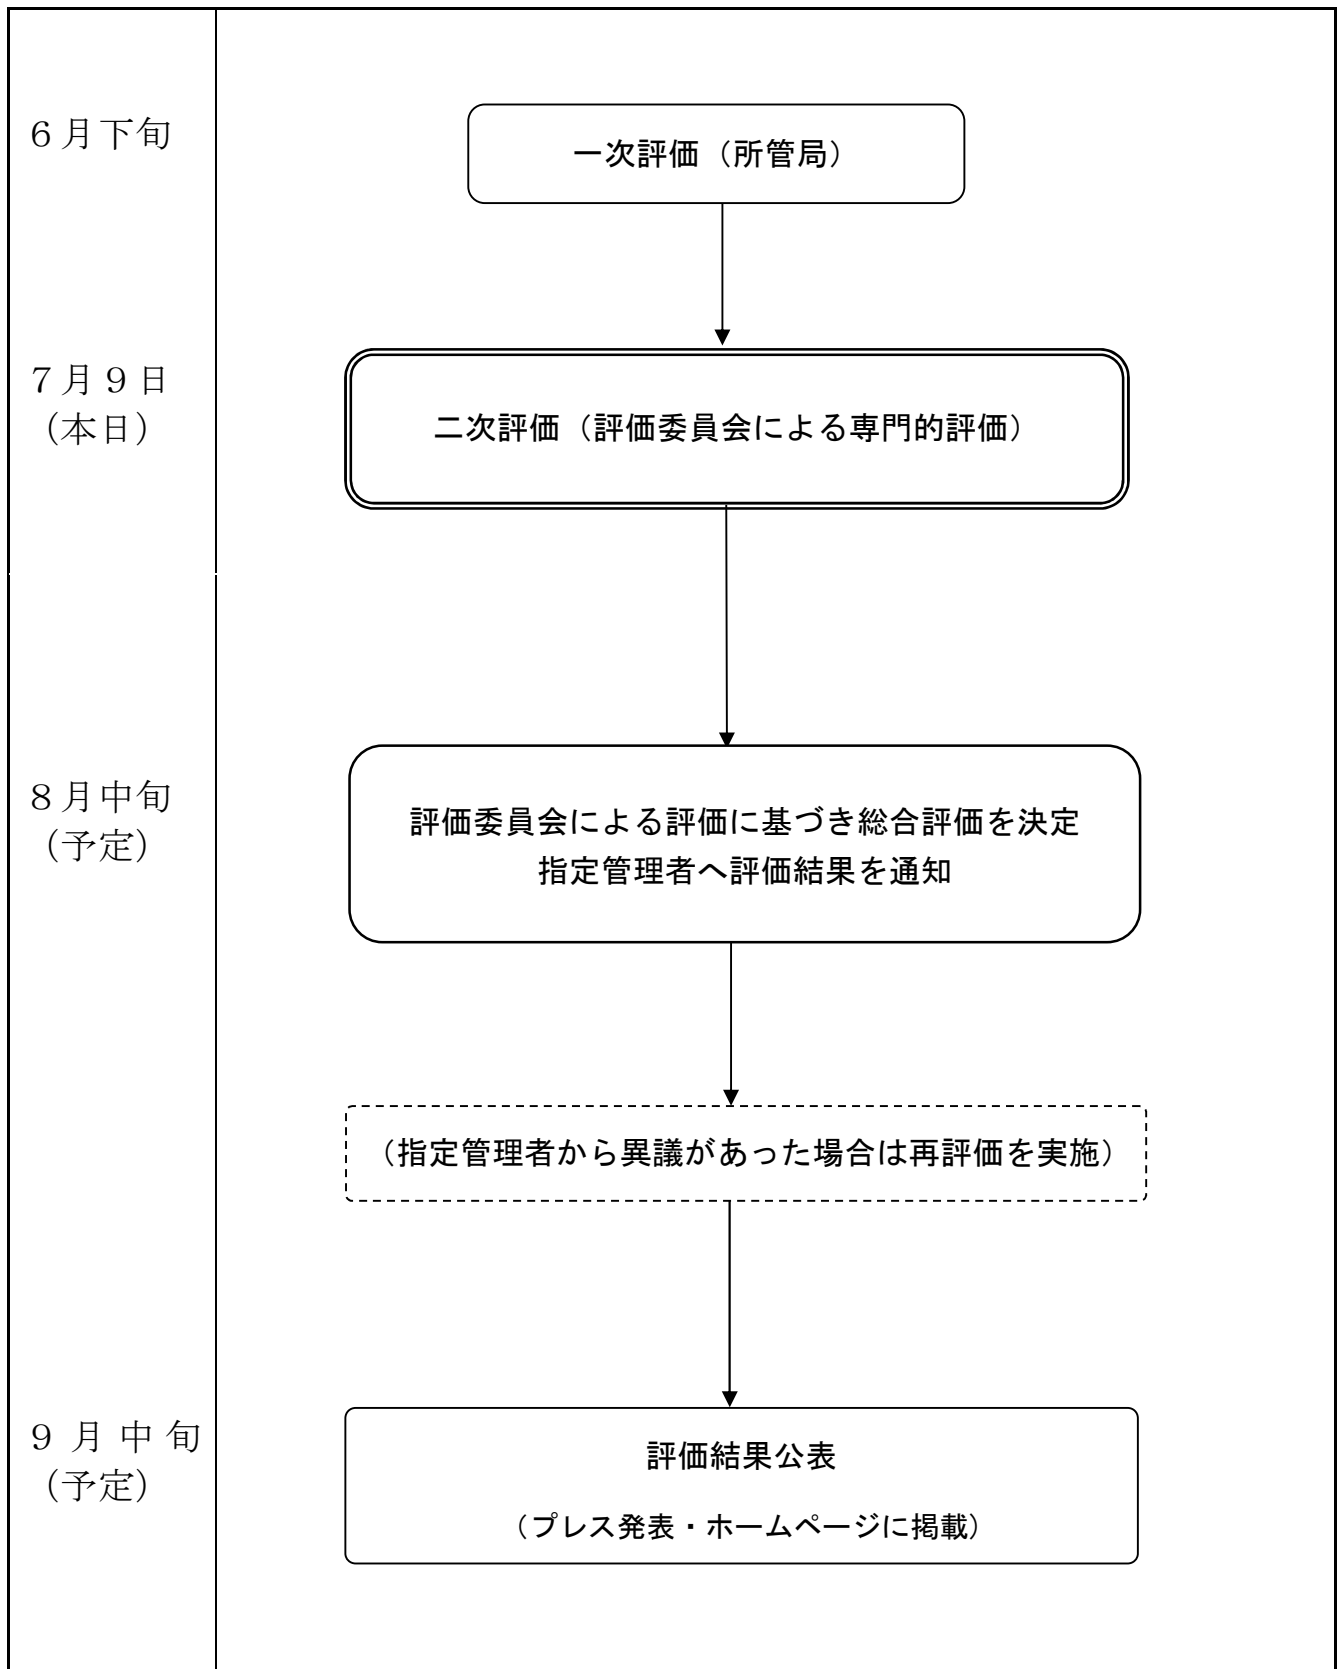 ６月下旬
一次評価（所管局）
７月９日
（本日）
二次評価（評価委員会による専門的評価）
８月中旬
（予定）
評価委員会による評価に基づき総合評価を決定
指定管理者へ評価結果を通知
（指定管理者から異議があった場合は再評価を実施）
９月中旬
（予定）
評価結果公表
（プレス発表・ホームページに掲載）